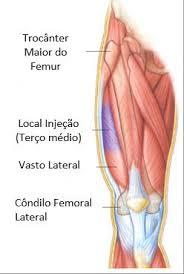 Trocânter
Maior do
Femur
Local Injeção
(Terço médio)
Vasto Lateral
Côndilo Femoral
Lateral